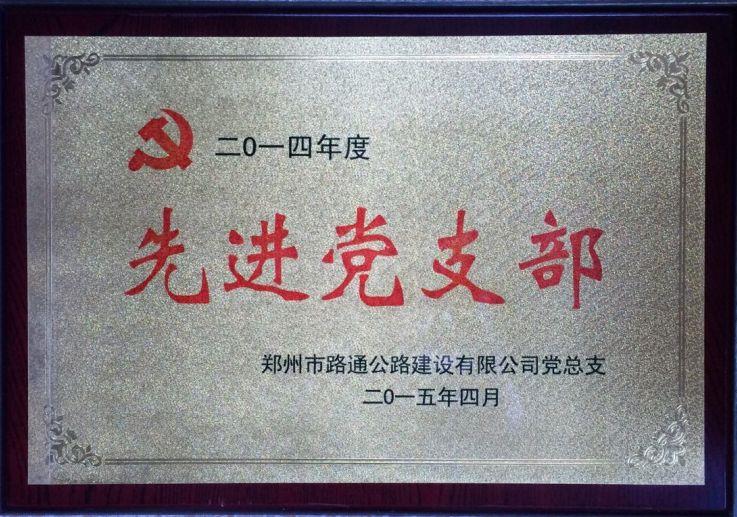 二0一四年度
先进党支部
郑州市路通公路建设有限公司党总支
二0一五年四月